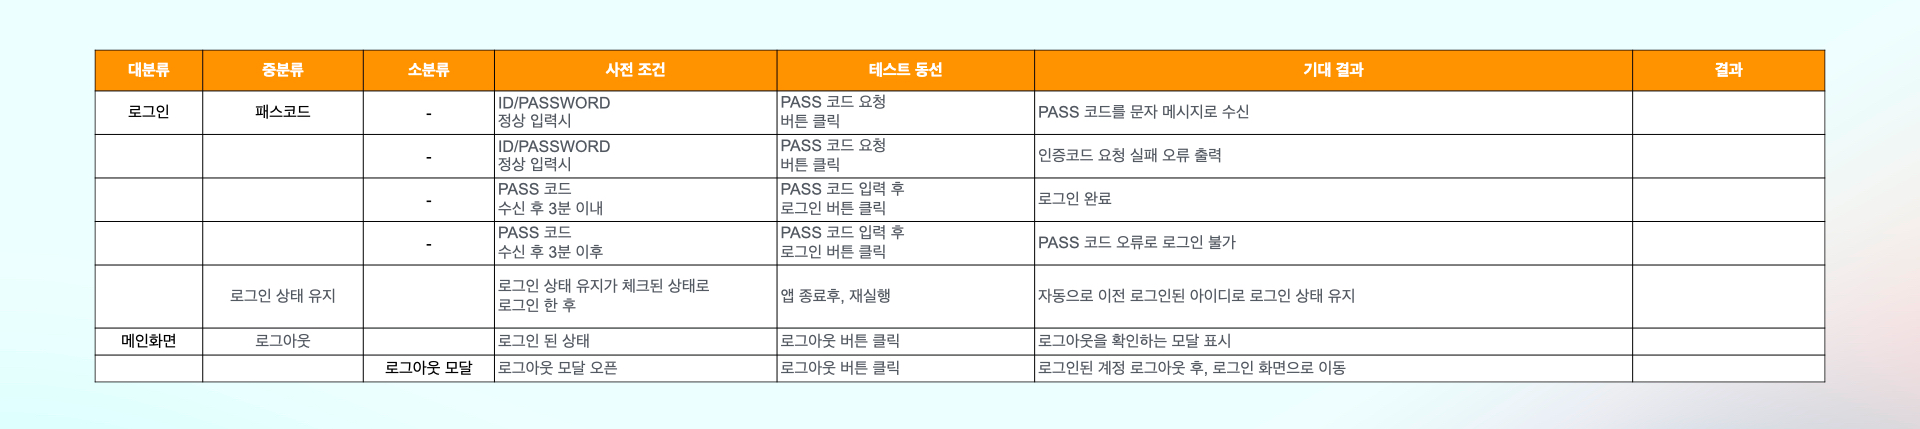 대분류 중분류 소분류 사전 조건 테스트 동선 기대 결과 결과
로그인 패스코드 - ID/PASSWORD 정상 입력시 PASS 코드 요청 버튼 클릭 PASS 코드를 문자 메시지로 수신
- ID/PASSWORD 정상 입력시 PASS 코드 요청 버튼 클릭 인증코드 요청 실패 오류 출력
- PASS 코드 수신 후 3분 이내 PASS 코드 입력 후 로그인 버튼 클릭 로그인 완료
- PASS 코드 수신 후 3분 이후 PASS 코드 입력 후 로그인 버튼 클릭 PASS 코드 오류로 로그인 불가
로그인 상태 유지 로그인 상태 유지가 체크된 상태로 로그인 한 후 앱 종료후, 재실행 자동으로 이전 로그인된 아이디로 로그인 상태 유지
메인화면 로그아웃 로그인 된 상태 로그아웃 버튼 클릭 로그아웃을 확인하는 모달 표시
로그아웃 모달 로그아웃 모달 오픈 로그아웃 버튼 클릭 로그인된 계정 로그아웃 후, 로그인 화면으로 이동